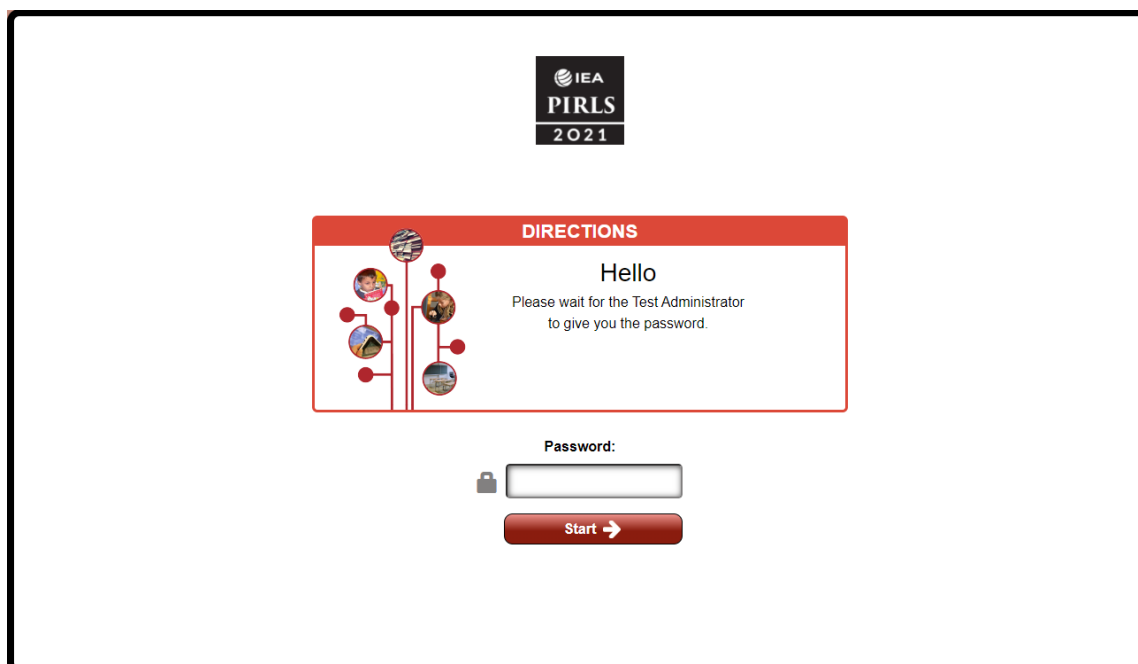 IEA
PIRLS
2021
DIRECTIONS
Hello
Please wait for the Test Administrator
to give you the password.
Password:
Start